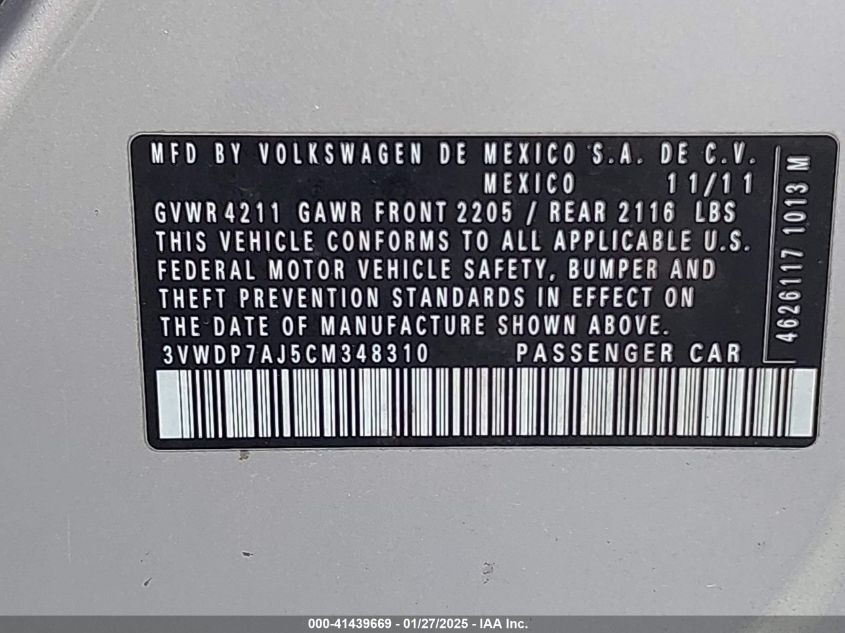 MFD BY VOLKSWAGEN DE MEXICO S.A. DE C.V.
MEXICO 11/11
GVWR 4211 GAWR FRONT 2205 / REAR 2116 LBS
THIS VEHICLE CONFORMS TO ALL APPLICABLE U.S.
FEDERAL MOTOR VEHICLE SAFETY, BUMPER AND
THEFT PREVENTION STANDARDS IN EFFECT ON
THE DATE OF MANUFACTURE SHOWN ABOVE.
3VWDP7AJ5CM348310 PASSENGER CAR
4626117 1013 M
000-41439669 - 01/27/2025 - IAA Inc.